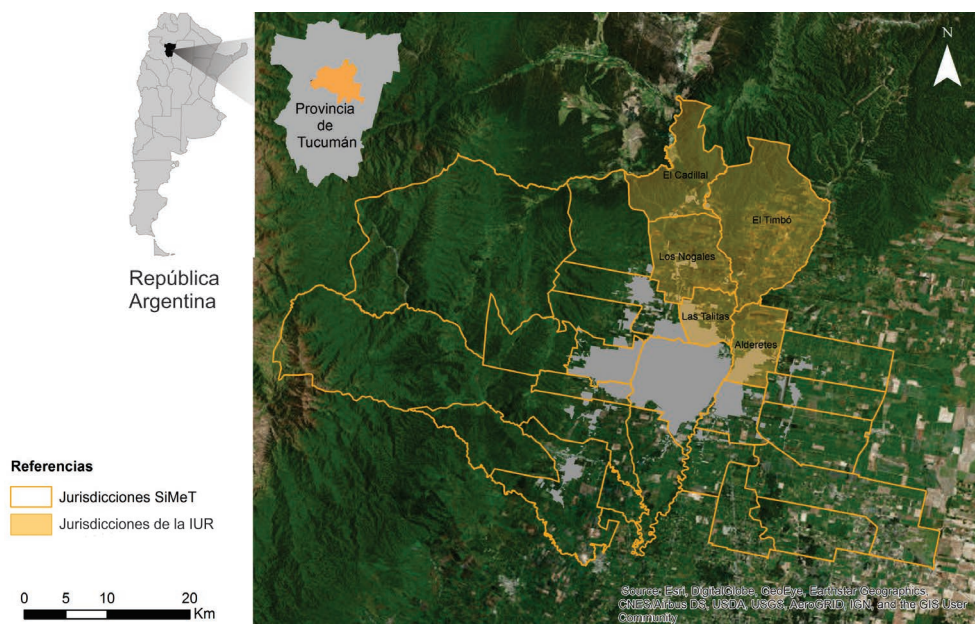 Provincia
de
Tucumán
N
República
Argentina
El Cadillal
El Timbó
Los Nogales
Las Talitas
Alderetes
Referencias
Jurisdicciones SiMeT
Jurisdicciones de la IUR
0 5 10 20
Km
Source: Esri, DigitalGlobe, GeoEye, Earthstar Geographics,
CNES/Airbus DS, USDA, USGS, AeroGRID, IGN, and the GIS User
Community